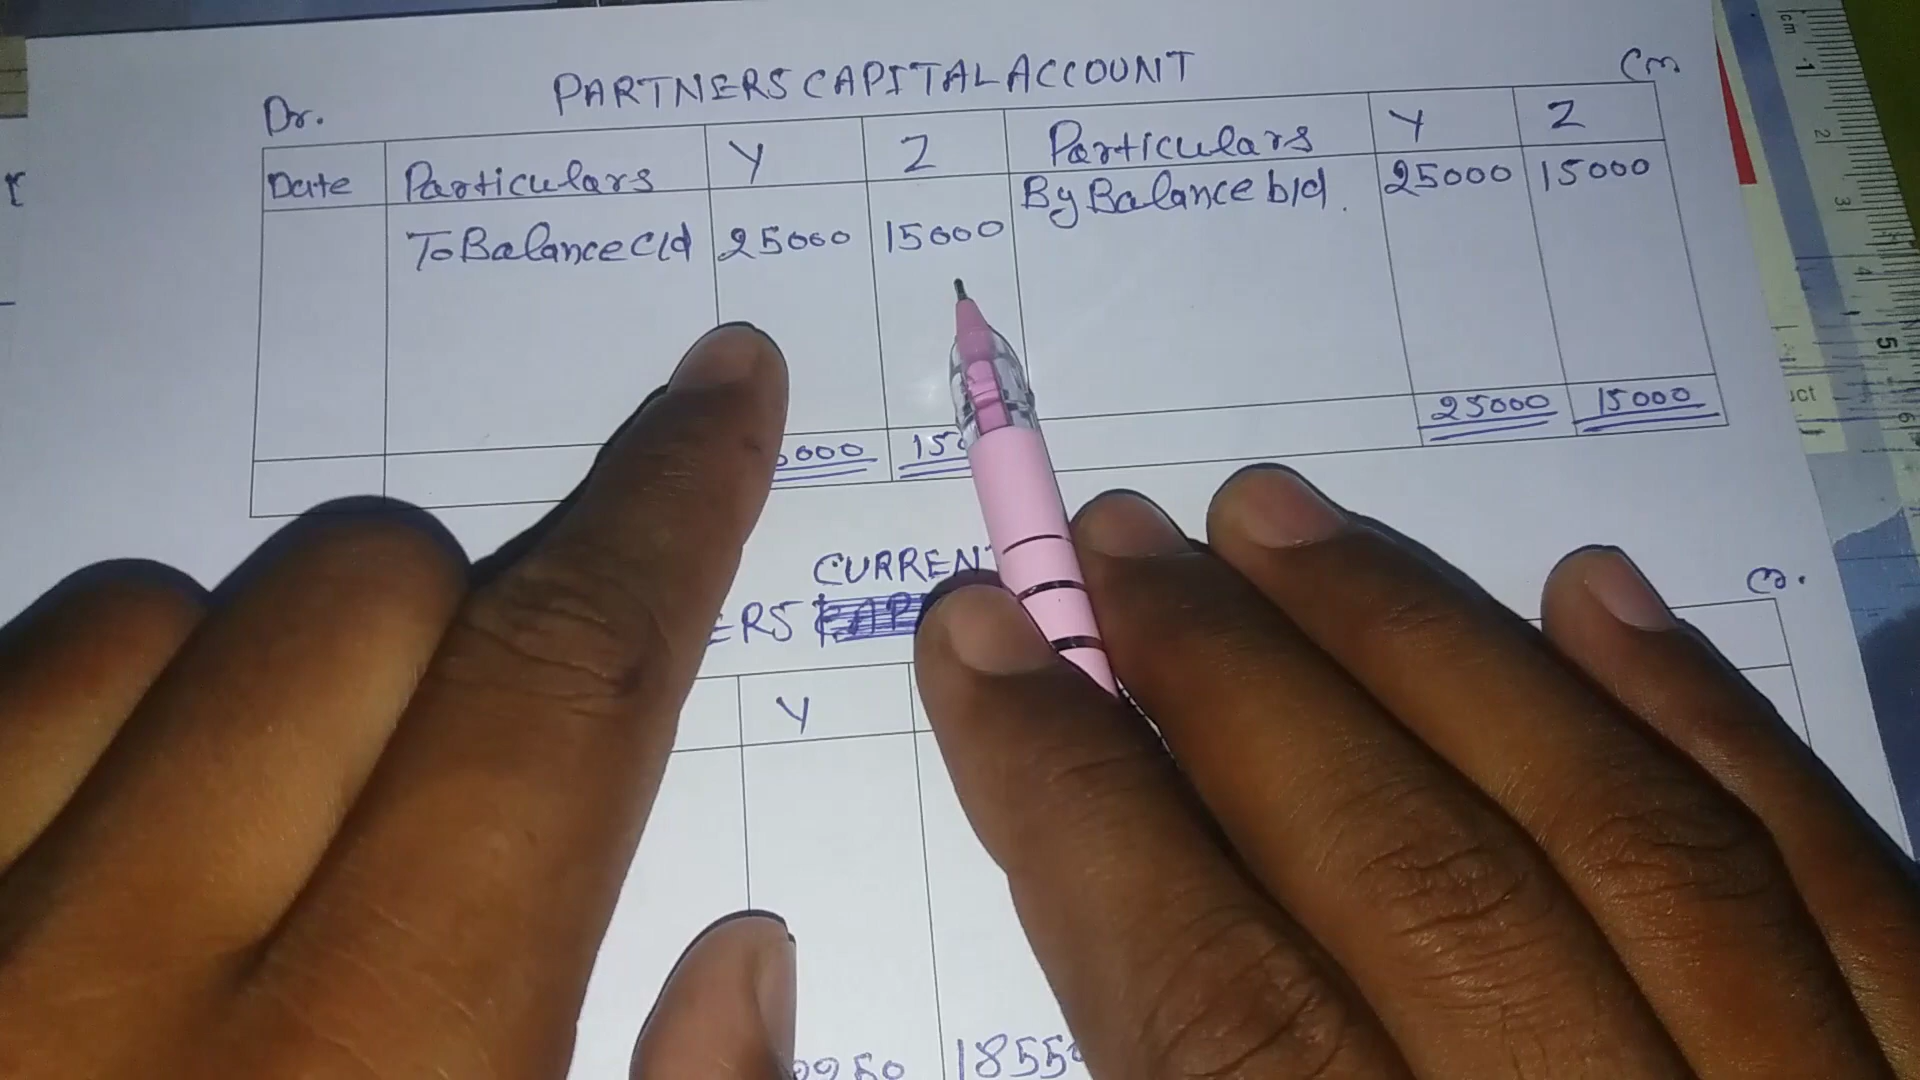 PARTNERS CAPITAL ACCOUNT
Dr. Cr.
Date Particulars Y Z Particulars Y Z
To Balance c/d 25000 15000 By Balance b/d. 25000 15000
25000 15000
CURREN
ERS
Cr.
Y
1855